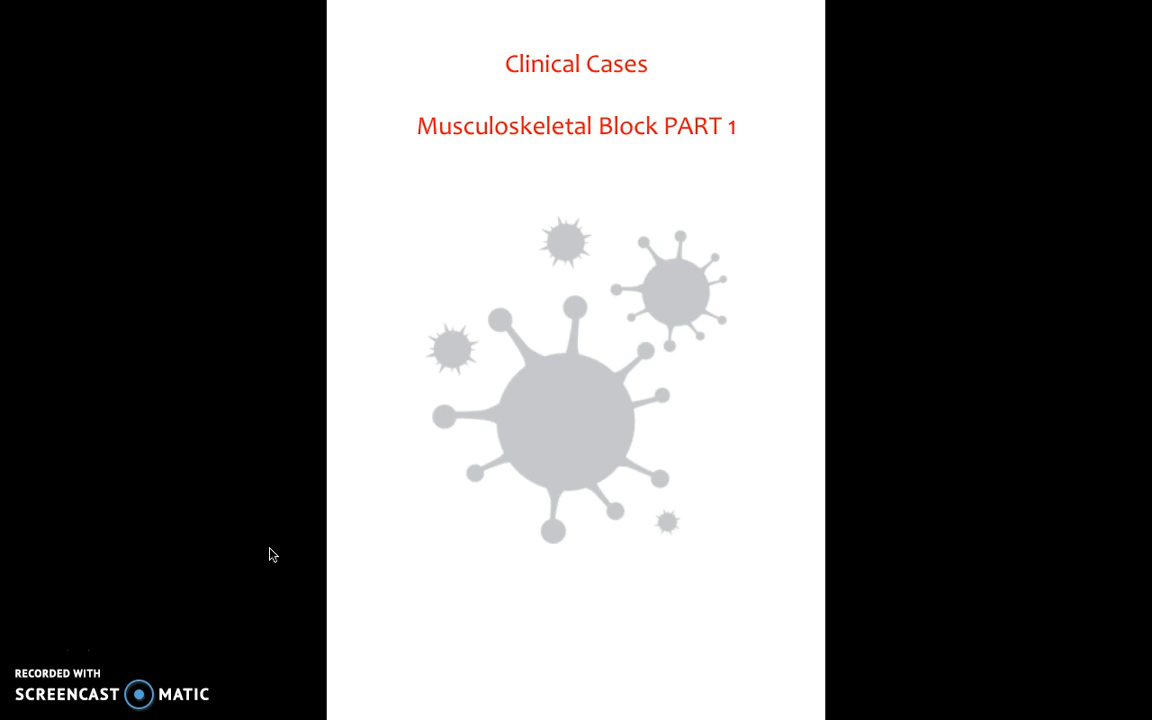 Clinical Cases
Musculoskeletal Block PART 1
RECORDED WITH
SCREENCAST MATIC